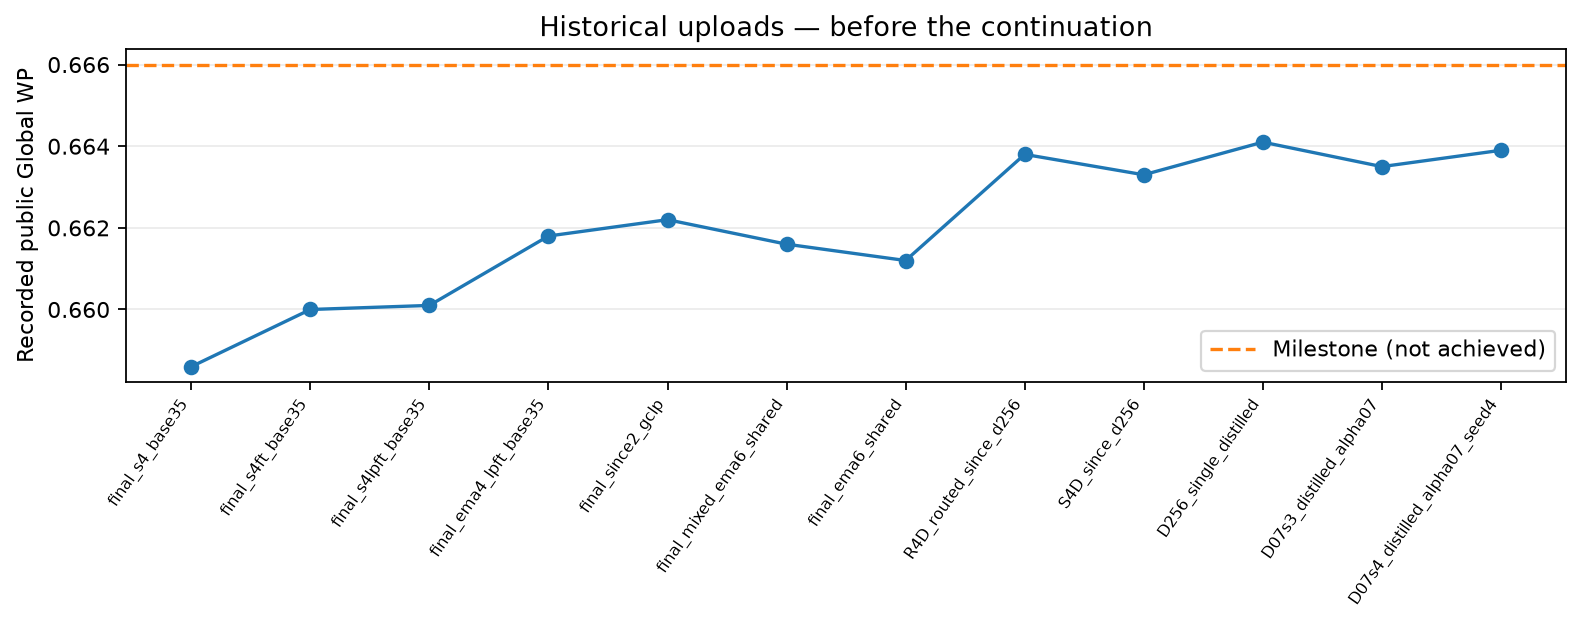 Historical uploads — before the continuation
Recorded public Global WP
0.666
0.664
0.662
0.660
Milestone (not achieved)
final_s4_base35
final_s4ft_base35
final_s4lpft_base35
final_ema4_lpft_base35
final_since2_gclp
final_mixed_ema6_shared
final_ema6_shared
R4D_routed_since_d256
S4D_since_d256
D256_single_distilled
D07s3_distilled_alpha07
D07s4_distilled_alpha07_seed4